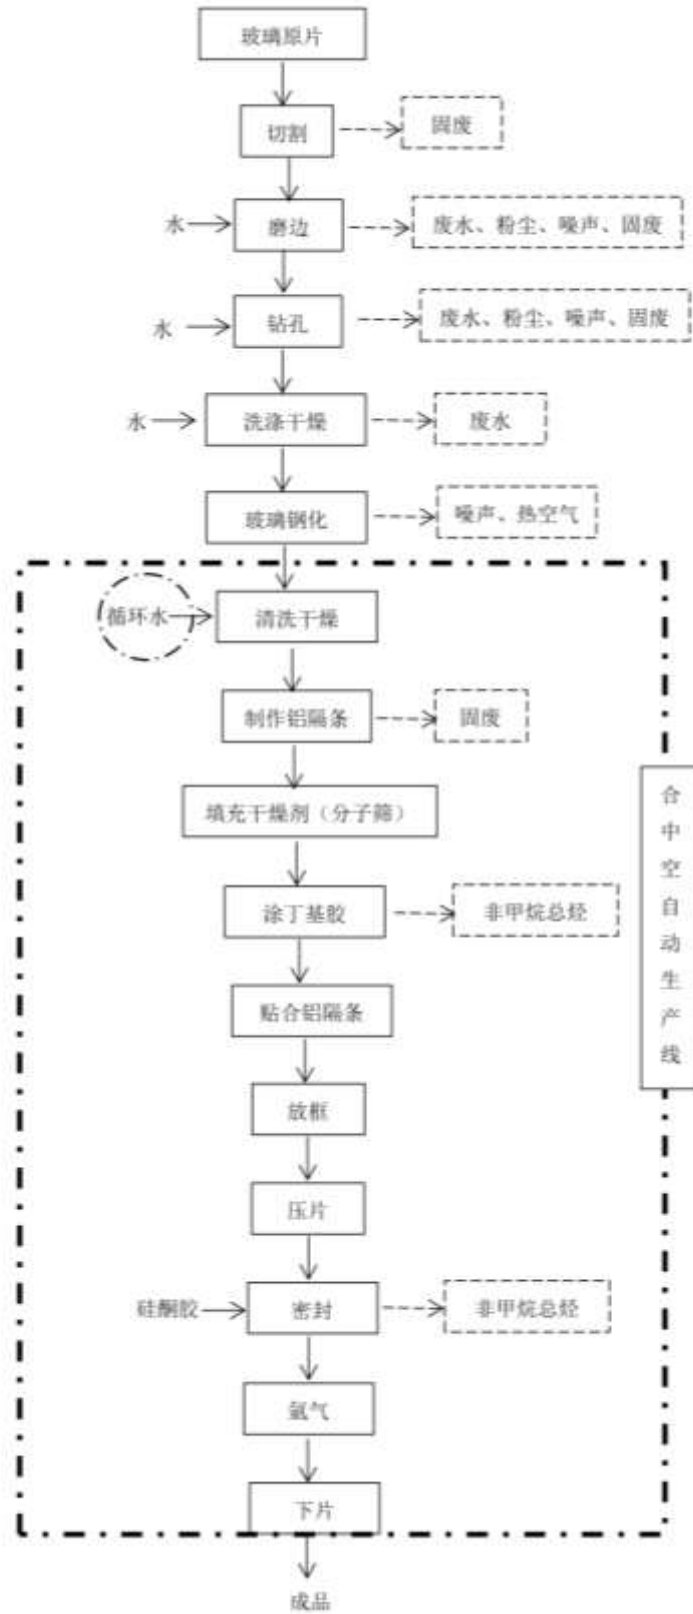 玻璃原片
切割
固废
水
磨边
废水、粉尘、噪声、固废
水
钻孔
废水、粉尘、噪声、固废
水
洗涤干燥
废水
玻璃钢化
噪声、热空气
循环水
清洗干燥
制作铝隔条
固废
填充干燥剂（分子筛）
涂丁基胶
非甲烷总烃
贴合铝隔条
放框
压片
硅酮胶
密封
非甲烷总烃
氩气
下片
成品
合中空自动生产线